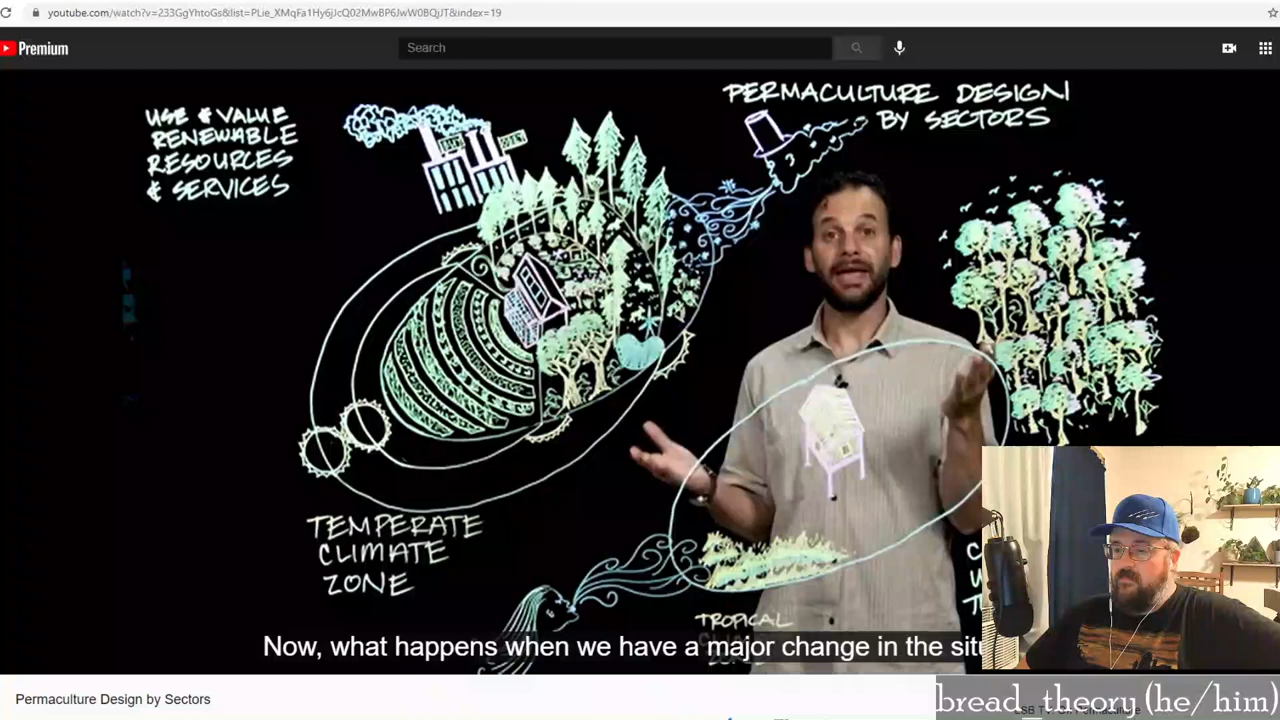 youtube.com/watch?v=233GgYhtoGs&list=PLie_XMqFa1Hy6jJcQ02MwBP6JwW0BQjJT&index=19
Premium
Search
USE & VALUE
RENEWABLE
RESOURCES
& SERVICES
PERMACULTURE DESIGN
BY SECTORS
TEMPERATE
CLIMATE
ZONE
TROPICAL
Now, what happens when we have a major change in the situ
Permaculture Design by Sectors
bread_theory (he/him)